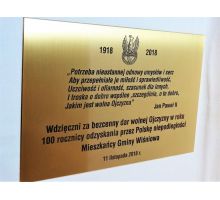 1918 2018
„Potrzeba nieustannej odnowy umysłów i serc
Aby przepełniała je miłość i sprawiedliwość,
Uczciwość i ofiarność, szacunek dla innych,
i troska o dobro wspólne szczególnie, o to dobro,
Jakim jest wolna Ojczyzna”
Jan Paweł II
Wdzięczni za bezcenny dar wolnej Ojczyzny w roku
100 rocznicy odzyskania przez Polskę niepodległości
Mieszkańcy Gminy Wiśniowa
11 listopada 2018 r.